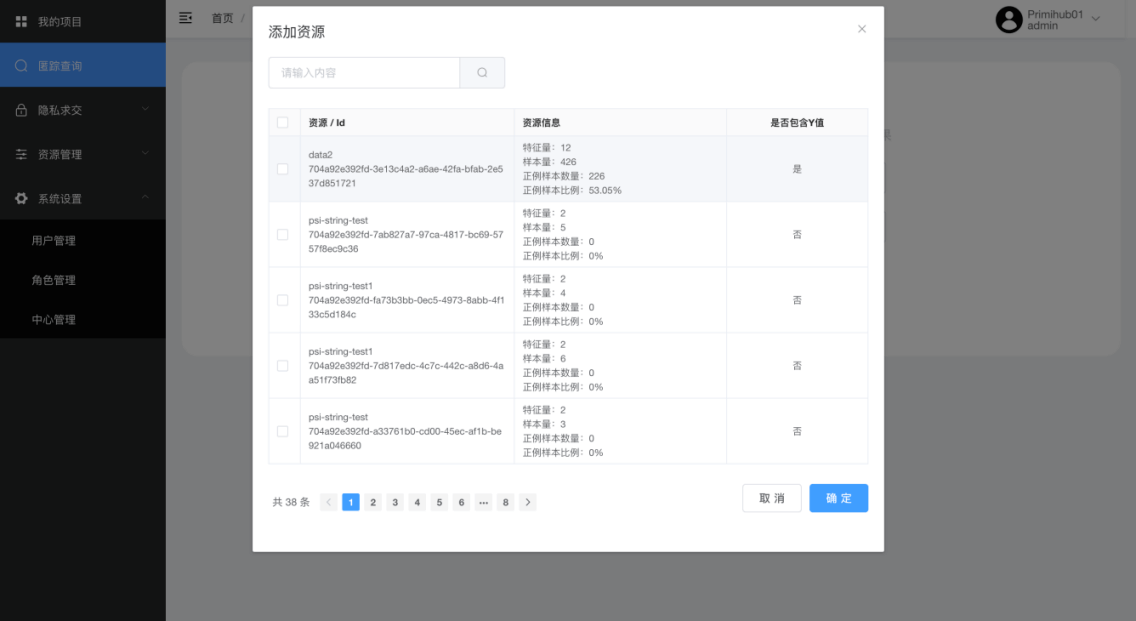 我的项目
匿踪查询
隐私求交
资源管理
系统设置
用户管理
角色管理
中心管理
首页 /
Primihub01
admin
添加资源
请输入内容
资源 / Id
资源信息
是否包含Y值
data2
704a92e392fd-3e13c4a2-a6ae-42fa-bfab-2e5
37d851721
特征量：12
样本量：426
正例样本数量：226
正例样本比例：53.05%
是
psi-string-test
704a92e392fd-7ab827a7-97ca-4817-bc69-57
57f8ec9c36
特征量：2
样本量：5
正例样本数量：0
正例样本比例：0%
否
psi-string-test1
704a92e392fd-fa73b3bb-0ec5-4973-8abb-4f1
33c5d184c
特征量：2
样本量：4
正例样本数量：0
正例样本比例：0%
否
psi-string-test1
704a92e392fd-7d817edc-4c7c-442c-a8d6-4a
a51f73fb82
特征量：2
样本量：6
正例样本数量：0
正例样本比例：0%
否
psi-string-test
704a92e392fd-a33761b0-cd00-45ec-af1b-be
921a046660
特征量：2
样本量：3
正例样本数量：0
正例样本比例：0%
否
共 38 条 1 2 3 4 5 6 ··· 8
取 消
确 定